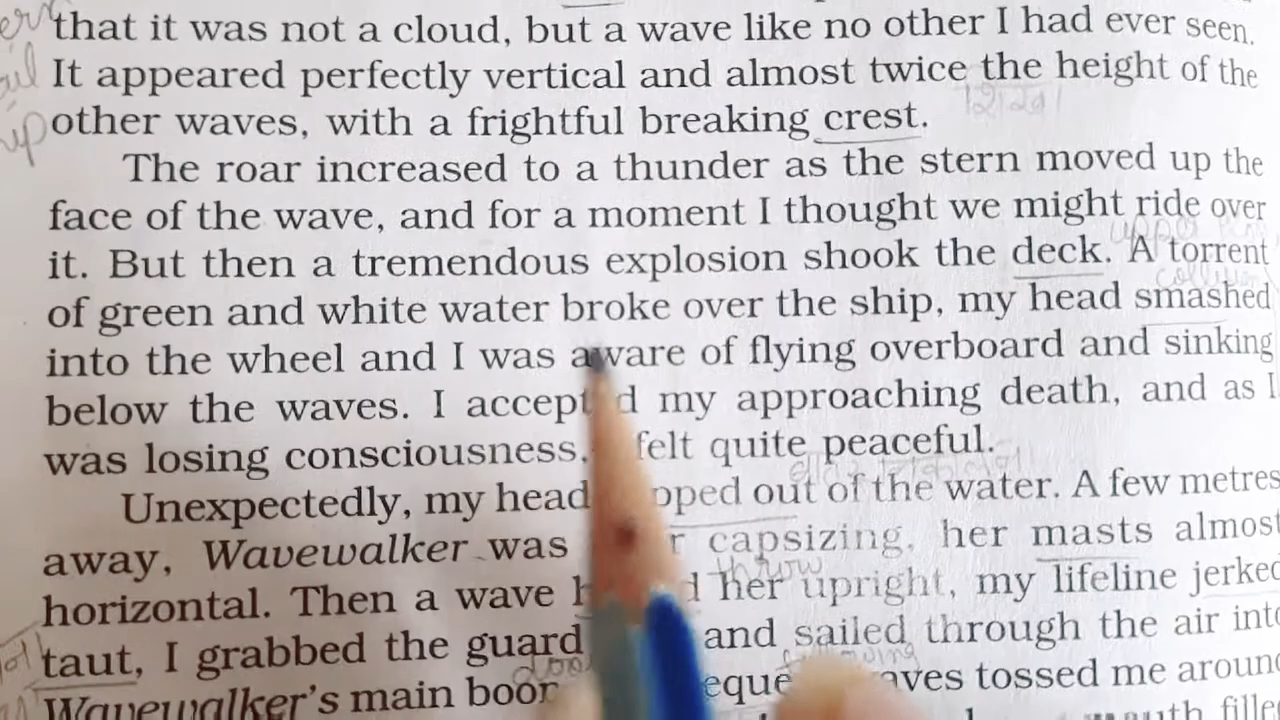 that it was not a cloud, but a wave like no other I had ever seen.
It appeared perfectly vertical and almost twice the height of the
other waves, with a frightful breaking crest.
The roar increased to a thunder as the stern moved up the
face of the wave, and for a moment I thought we might ride over
it. But then a tremendous explosion shook the deck. A torrent
of green and white water broke over the ship, my head smashed
into the wheel and I was aware of flying overboard and sinking
below the waves. I accepted my approaching death, and as I
was losing consciousness, felt quite peaceful.
Unexpectedly, my head out of the water. A few metres
away, Wavewalker was capsizing, her masts almost
throw
horizontal. Then a wave her upright, my lifeline jerked
taut, I grabbed the guard and sailed through the air into
Wavewalker's main boom waves tossed me around
mouth filled